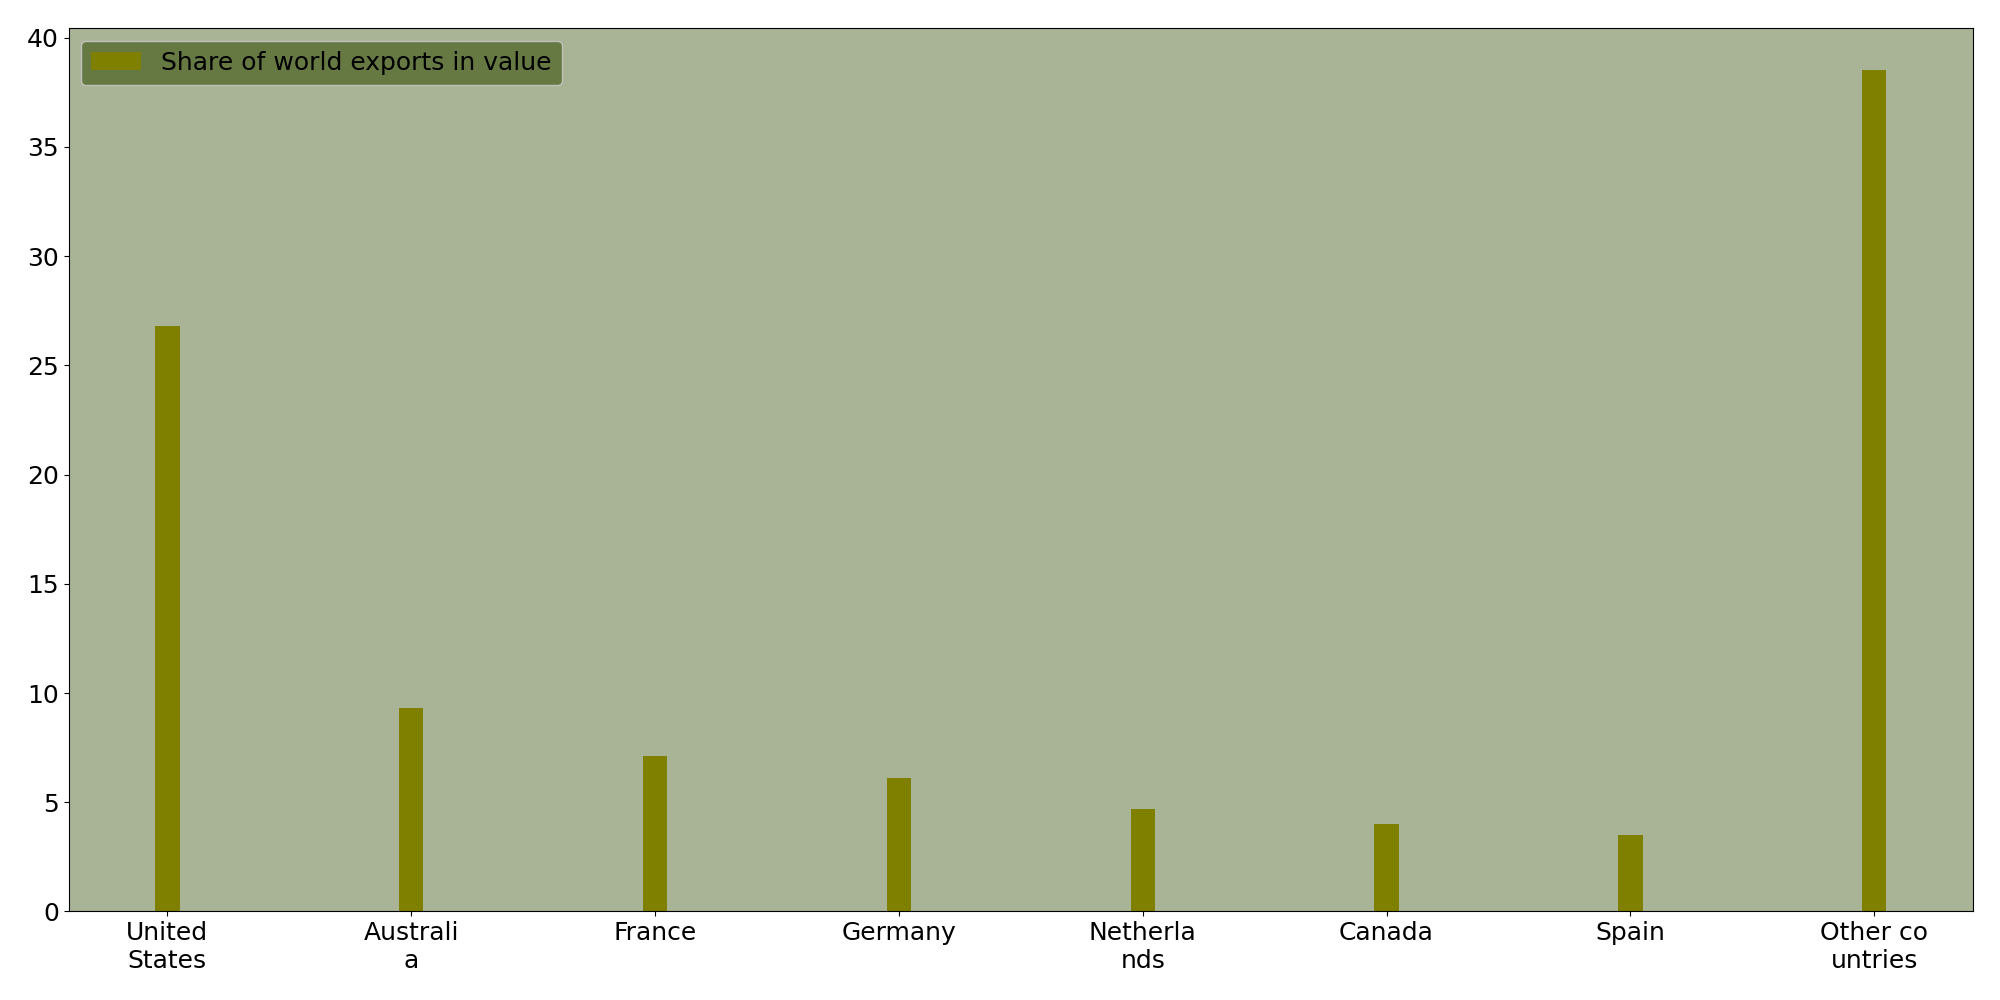 40
35
30
25
20
15
10
5
0
Share of world exports in value
United
States
Australi
a
France
Germany
Netherla
nds
Canada
Spain
Other co
untries